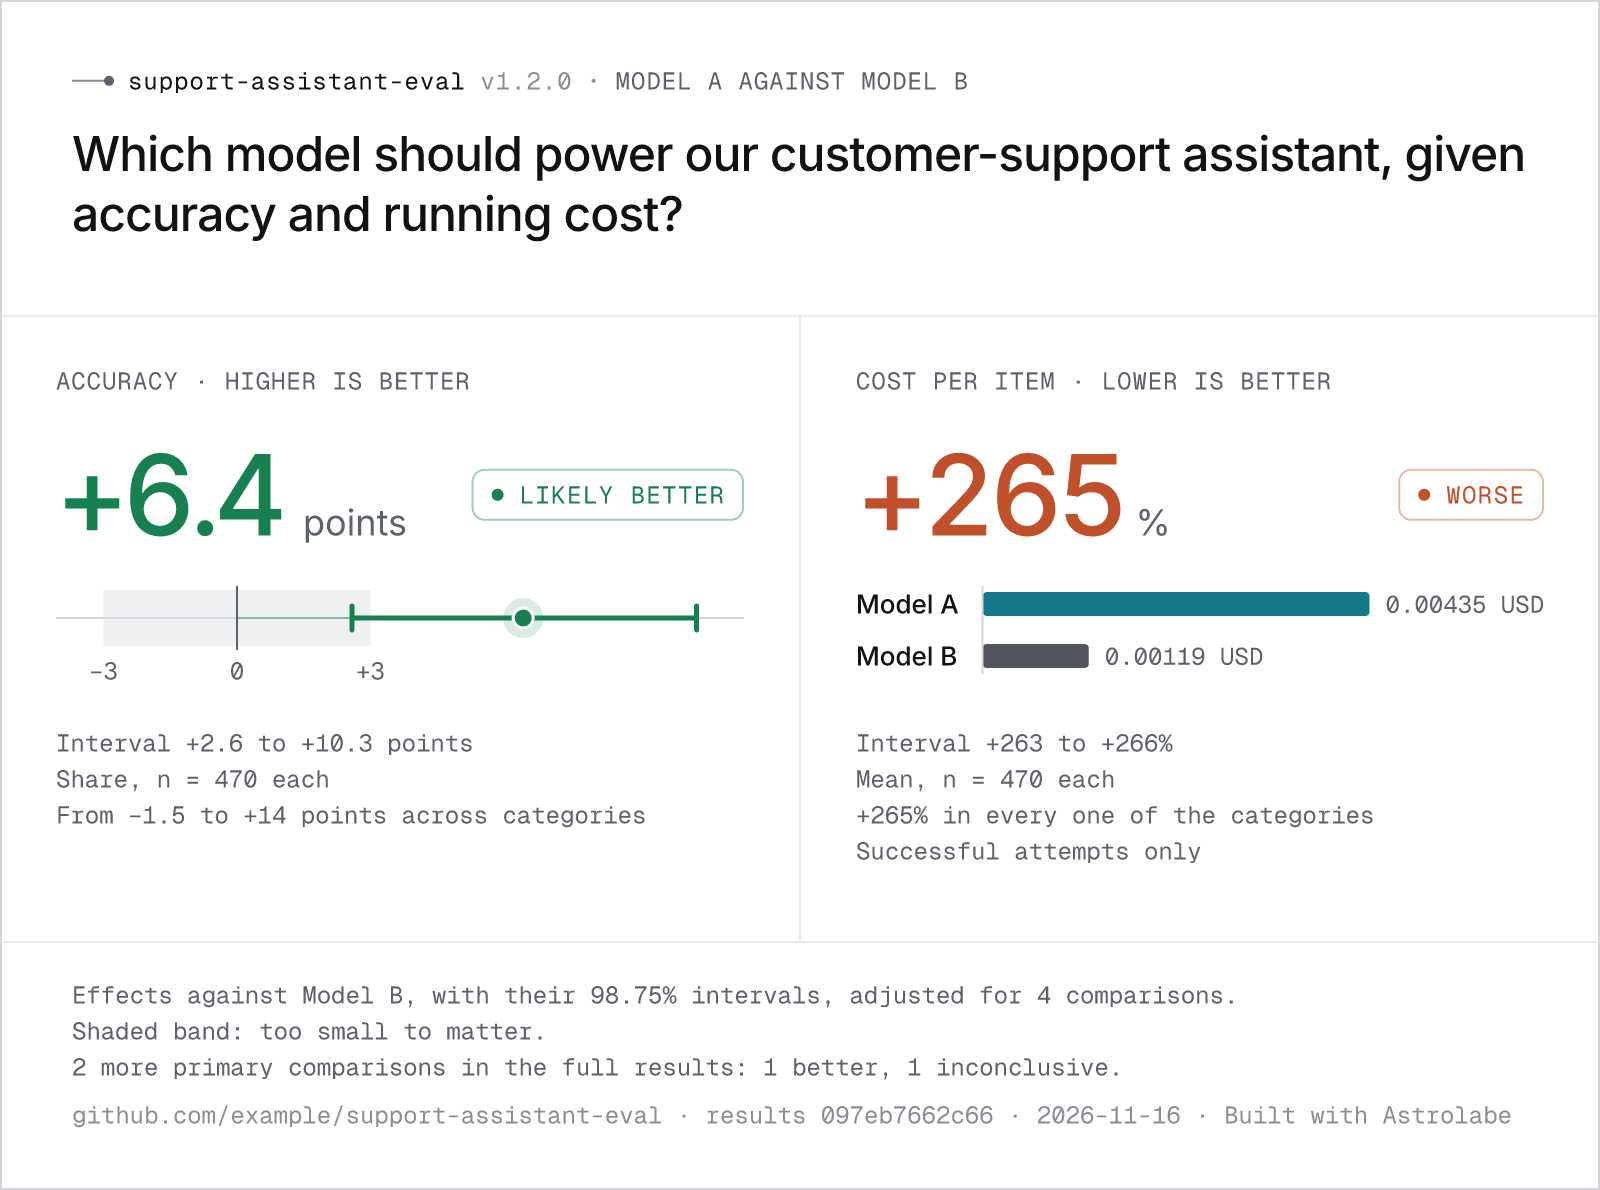 support-assistant-eval v1.2.0 · MODEL A AGAINST MODEL B
Which model should power our customer-support assistant, given
accuracy and running cost?
ACCURACY · HIGHER IS BETTER
+6.4 points
LIKELY BETTER
−3 0 +3
Interval +2.6 to +10.3 points
Share, n = 470 each
From −1.5 to +14 points across categories
COST PER ITEM · LOWER IS BETTER
+265 %
WORSE
Model A 0.00435 USD
Model B 0.00119 USD
Interval +263 to +266%
Mean, n = 470 each
+265% in every one of the categories
Successful attempts only
Effects against Model B, with their 98.75% intervals, adjusted for 4 comparisons.
Shaded band: too small to matter.
2 more primary comparisons in the full results: 1 better, 1 inconclusive.
github.com/example/support-assistant-eval · results 097eb7662c66 · 2026-11-16 · Built with Astrolabe